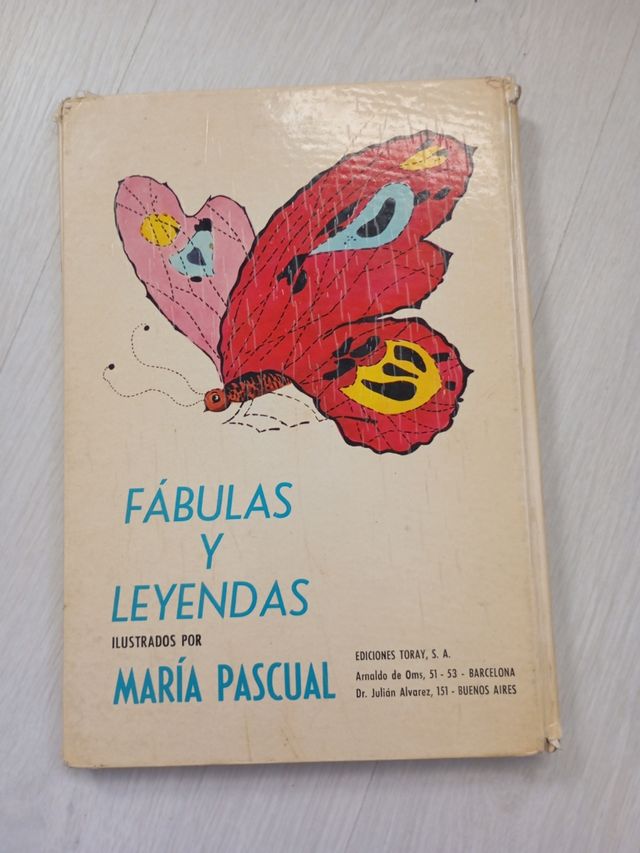 FÁBULAS
Y
LEYENDAS
ILUSTRADOS POR
MARÍA PASCUAL
EDICIONES TORAY, S. A.
Arnaldo de Oms, 51 - 53 - BARCELONA
Dr. Julián Alvarez, 151 - BUENOS AIRES